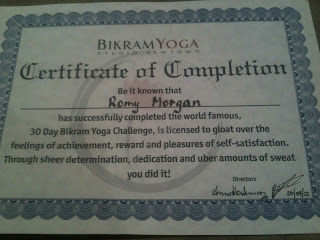 BIKRAMYOGA
STUDIO NEWTOWN
Certificate of Completion
Be it known that
Romy Morgan
has successfully completed the world famous,
30 Day Bikram Yoga Challenge, is licensed to gloat over the
feelings of achievement, reward and pleasures of self-satisfaction.
Through sheer determination, dedication and uber amounts of sweat
you did it!
Directors